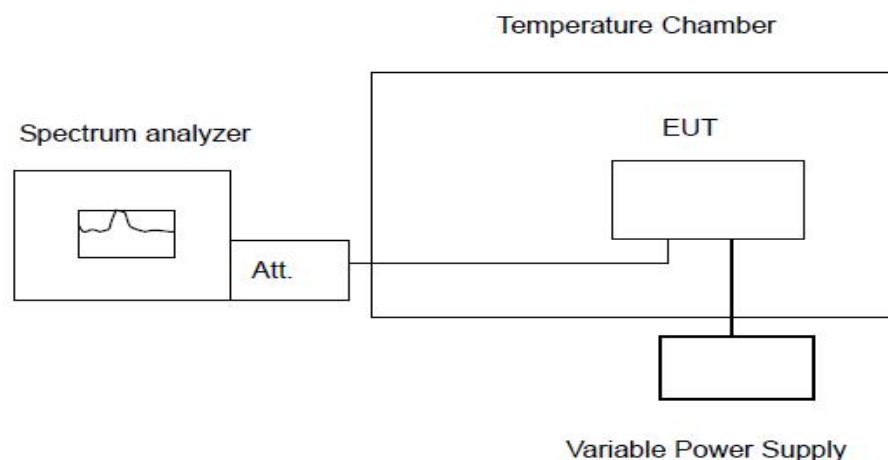 Temperature Chamber
Spectrum analyzer
EUT
Att.
Variable Power Supply